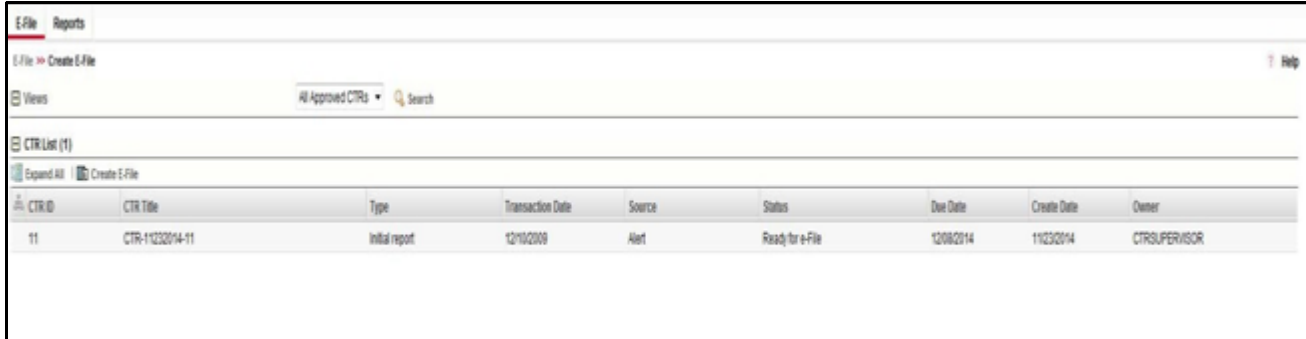 E-File Reports
E-File >> Create E-File ? Help
Views All Approved CTRs Search
CTR List (1)
Expand All Create E-File
CTR ID CTR Title Type Transaction Date Source Status Due Date Create Date Owner
11 CTR-11232014-11 Initial report 12/10/2009 Alert Ready for e-File 12/08/2014 11/23/2014 CTRSUPERVISOR